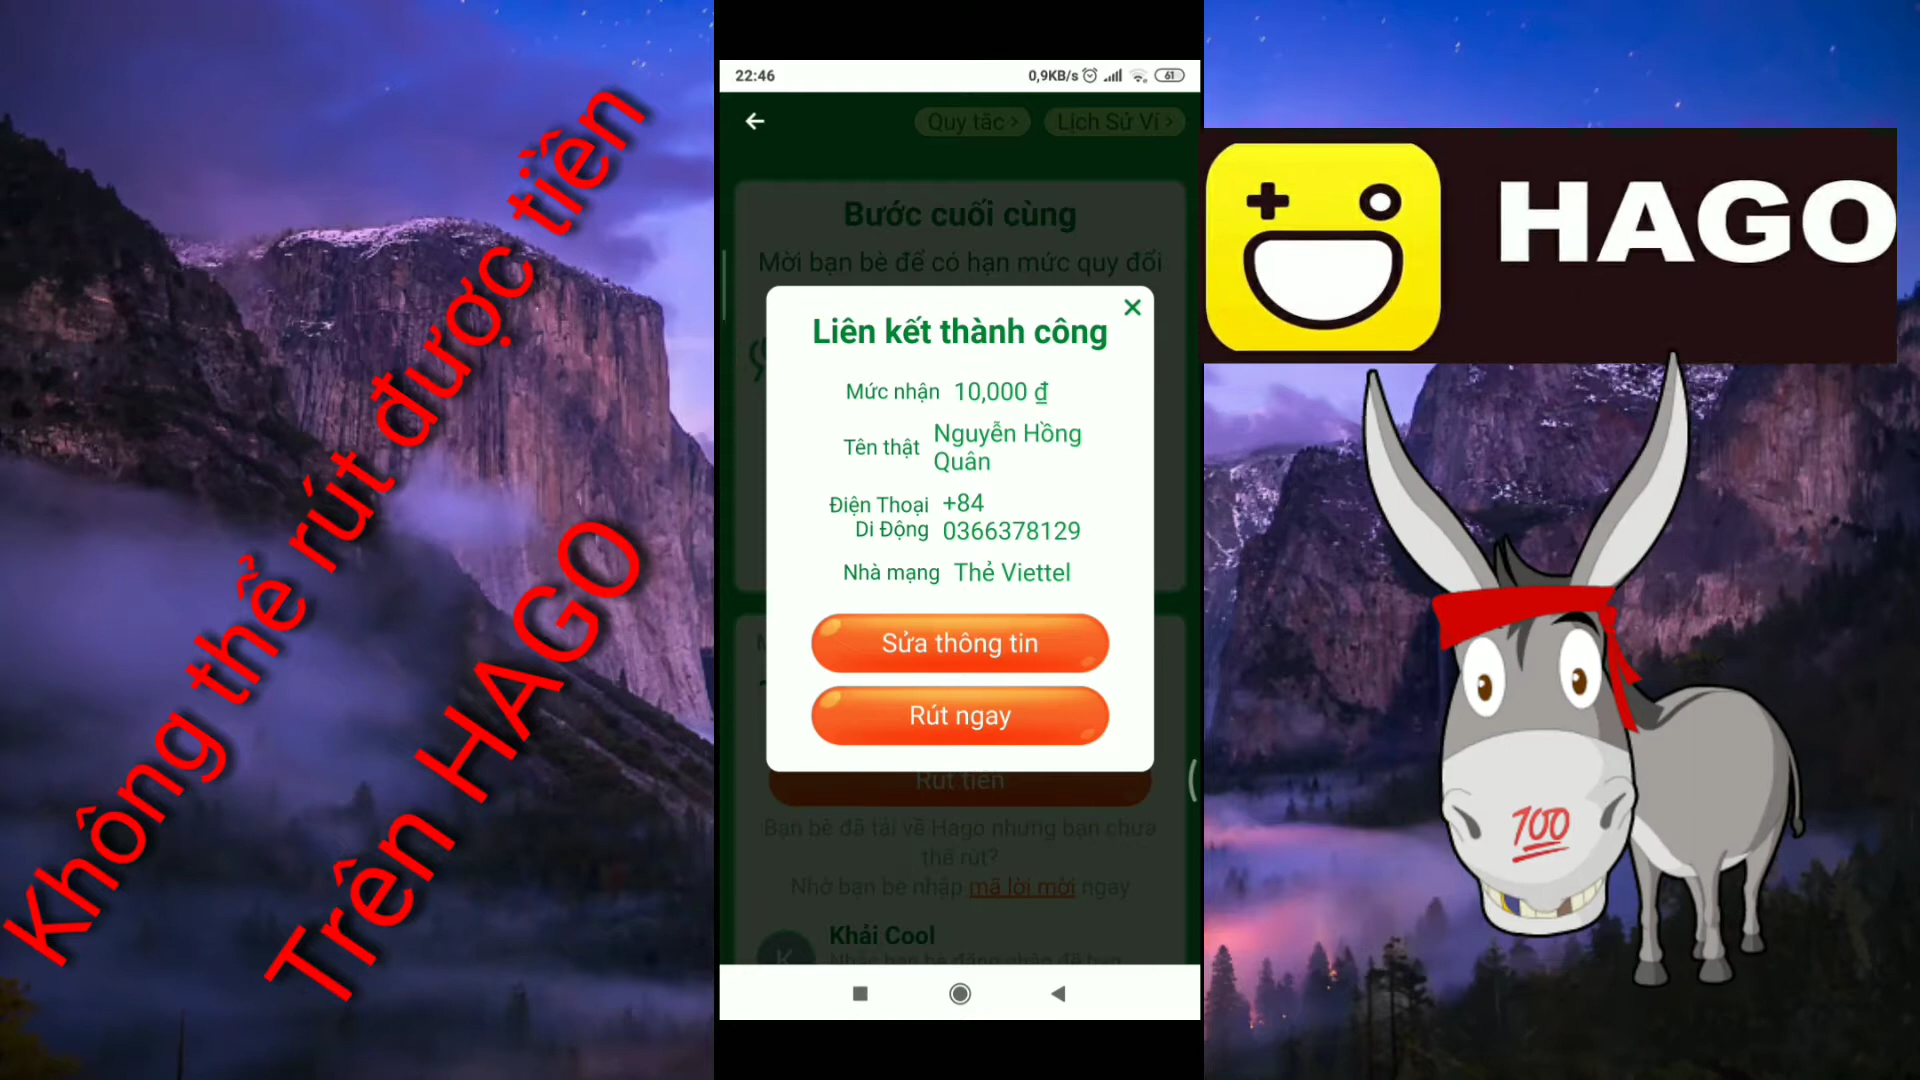 Không thể rút được tiền
Trên HAGO
22:46
0,9KB/s
61
Quy tắc >
Lịch Sử Ví >
Bước cuối cùng
Mời bạn bè để có hạn mức quy đổi
Liên kết thành công
Mức nhận 10,000 ₫
Tên thật Nguyễn Hồng
Quân
Điện Thoại +84
Di Động 0366378129
Nhà mạng Thẻ Viettel
Sửa thông tin
Rút ngay
Rút tiền
Bạn bè đã tải về Hago nhưng bạn chưa
thể rút?
Nhờ bạn bè nhập mã lời mời ngay
Khải Cool
K
HAGO
100